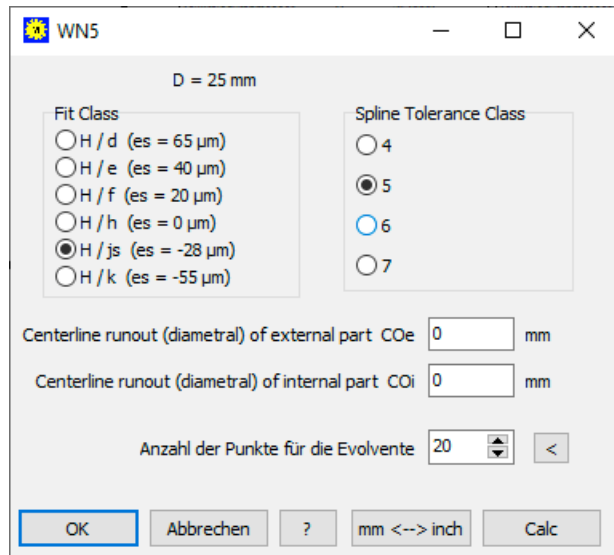 WN5
D = 25 mm
Fit Class
H / d (es = 65 µm)
H / e (es = 40 µm)
H / f (es = 20 µm)
H / h (es = 0 µm)
H / js (es = -28 µm)
H / k (es = -55 µm)
Spline Tolerance Class
4
5
6
7
Centerline runout (diametral) of external part COe 0 mm
Centerline runout (diametral) of internal part COi 0 mm
Anzahl der Punkte für die Evolvente 20 <
OK Abbrechen ? mm <--> inch Calc